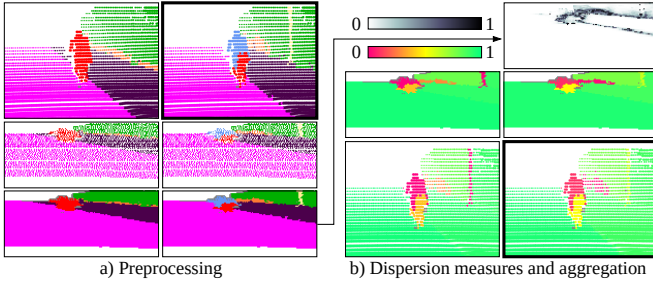 0 1
0 1
a) Preprocessing
b) Dispersion measures and aggregation